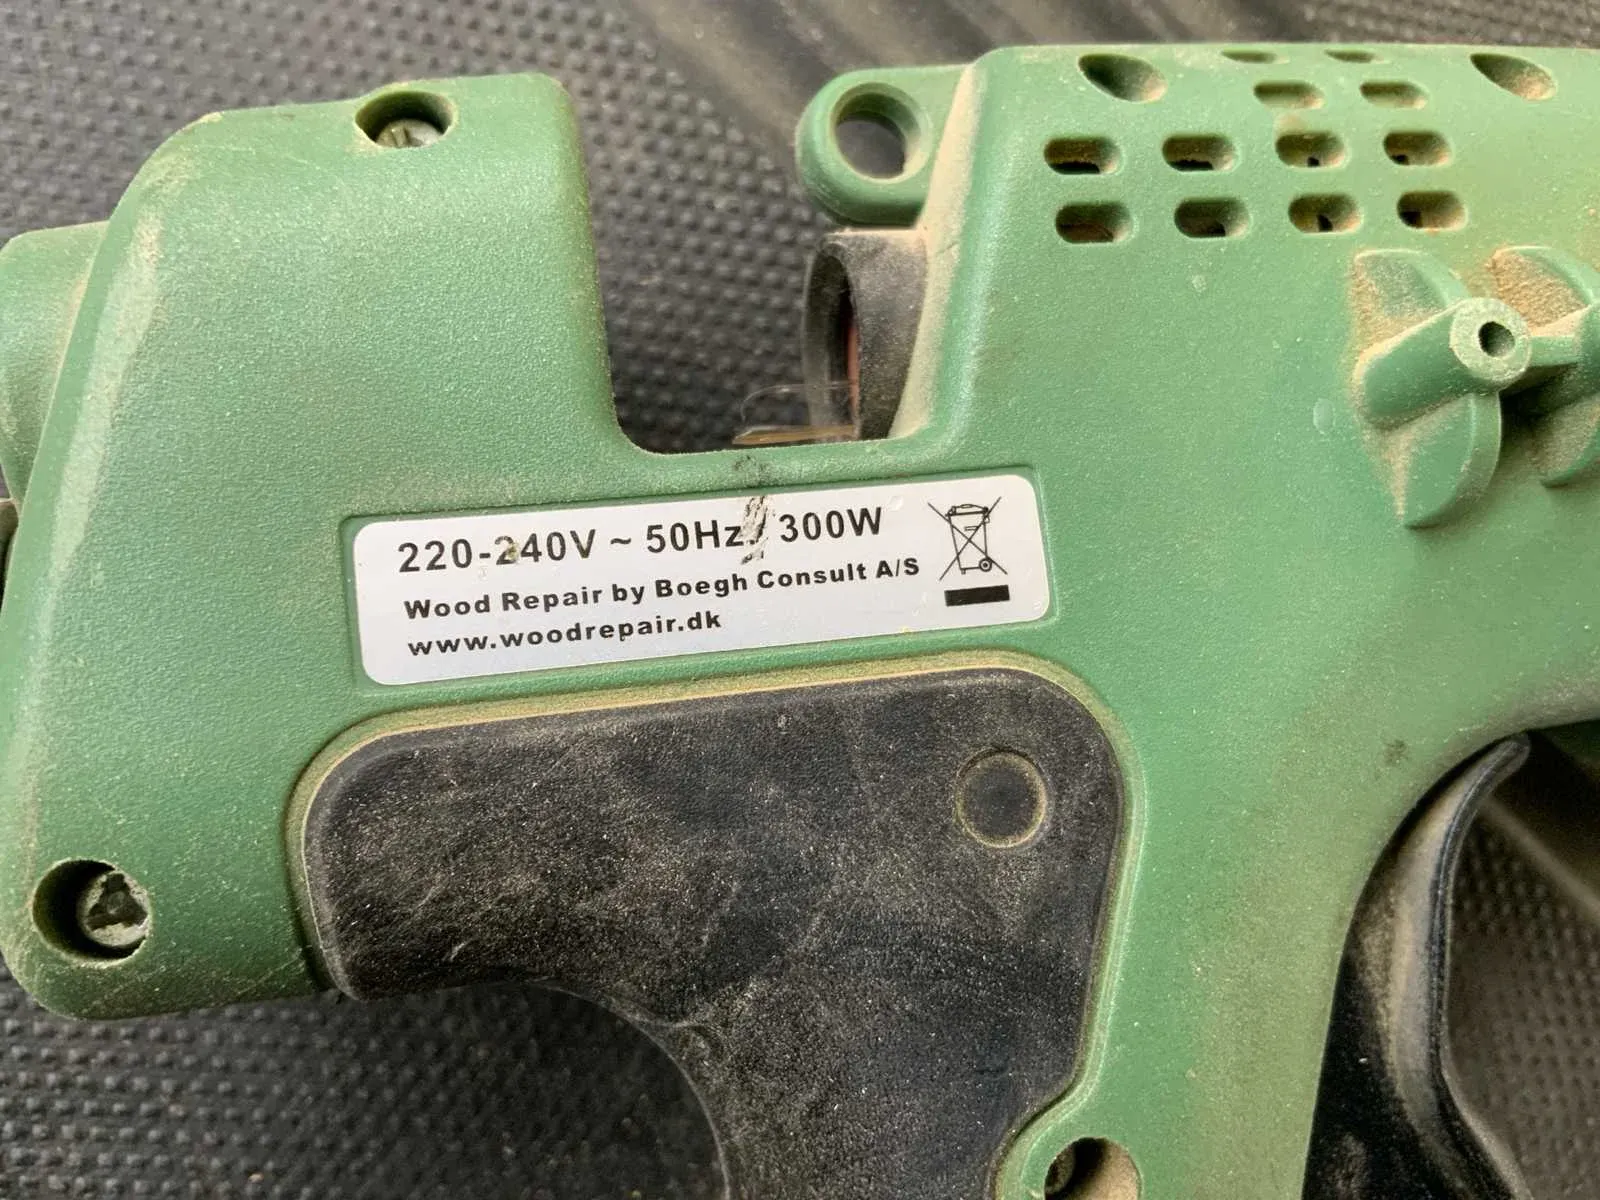 220-240V ~ 50Hz / 300W
Wood Repair by Boegh Consult A/S
www.woodrepair.dk